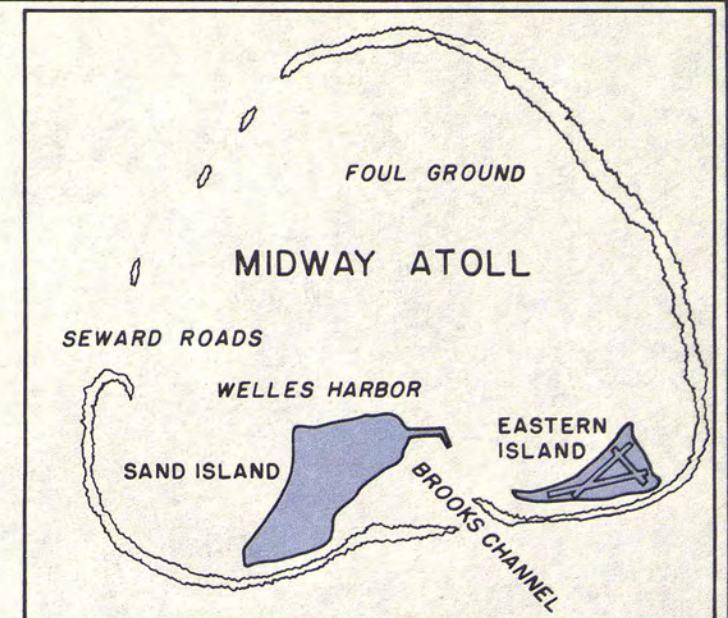 FOUL GROUND
MIDWAY ATOLL
SEWARD ROADS
WELLES HARBOR
EASTERN
ISLAND
SAND ISLAND
BROOKS CHANNEL